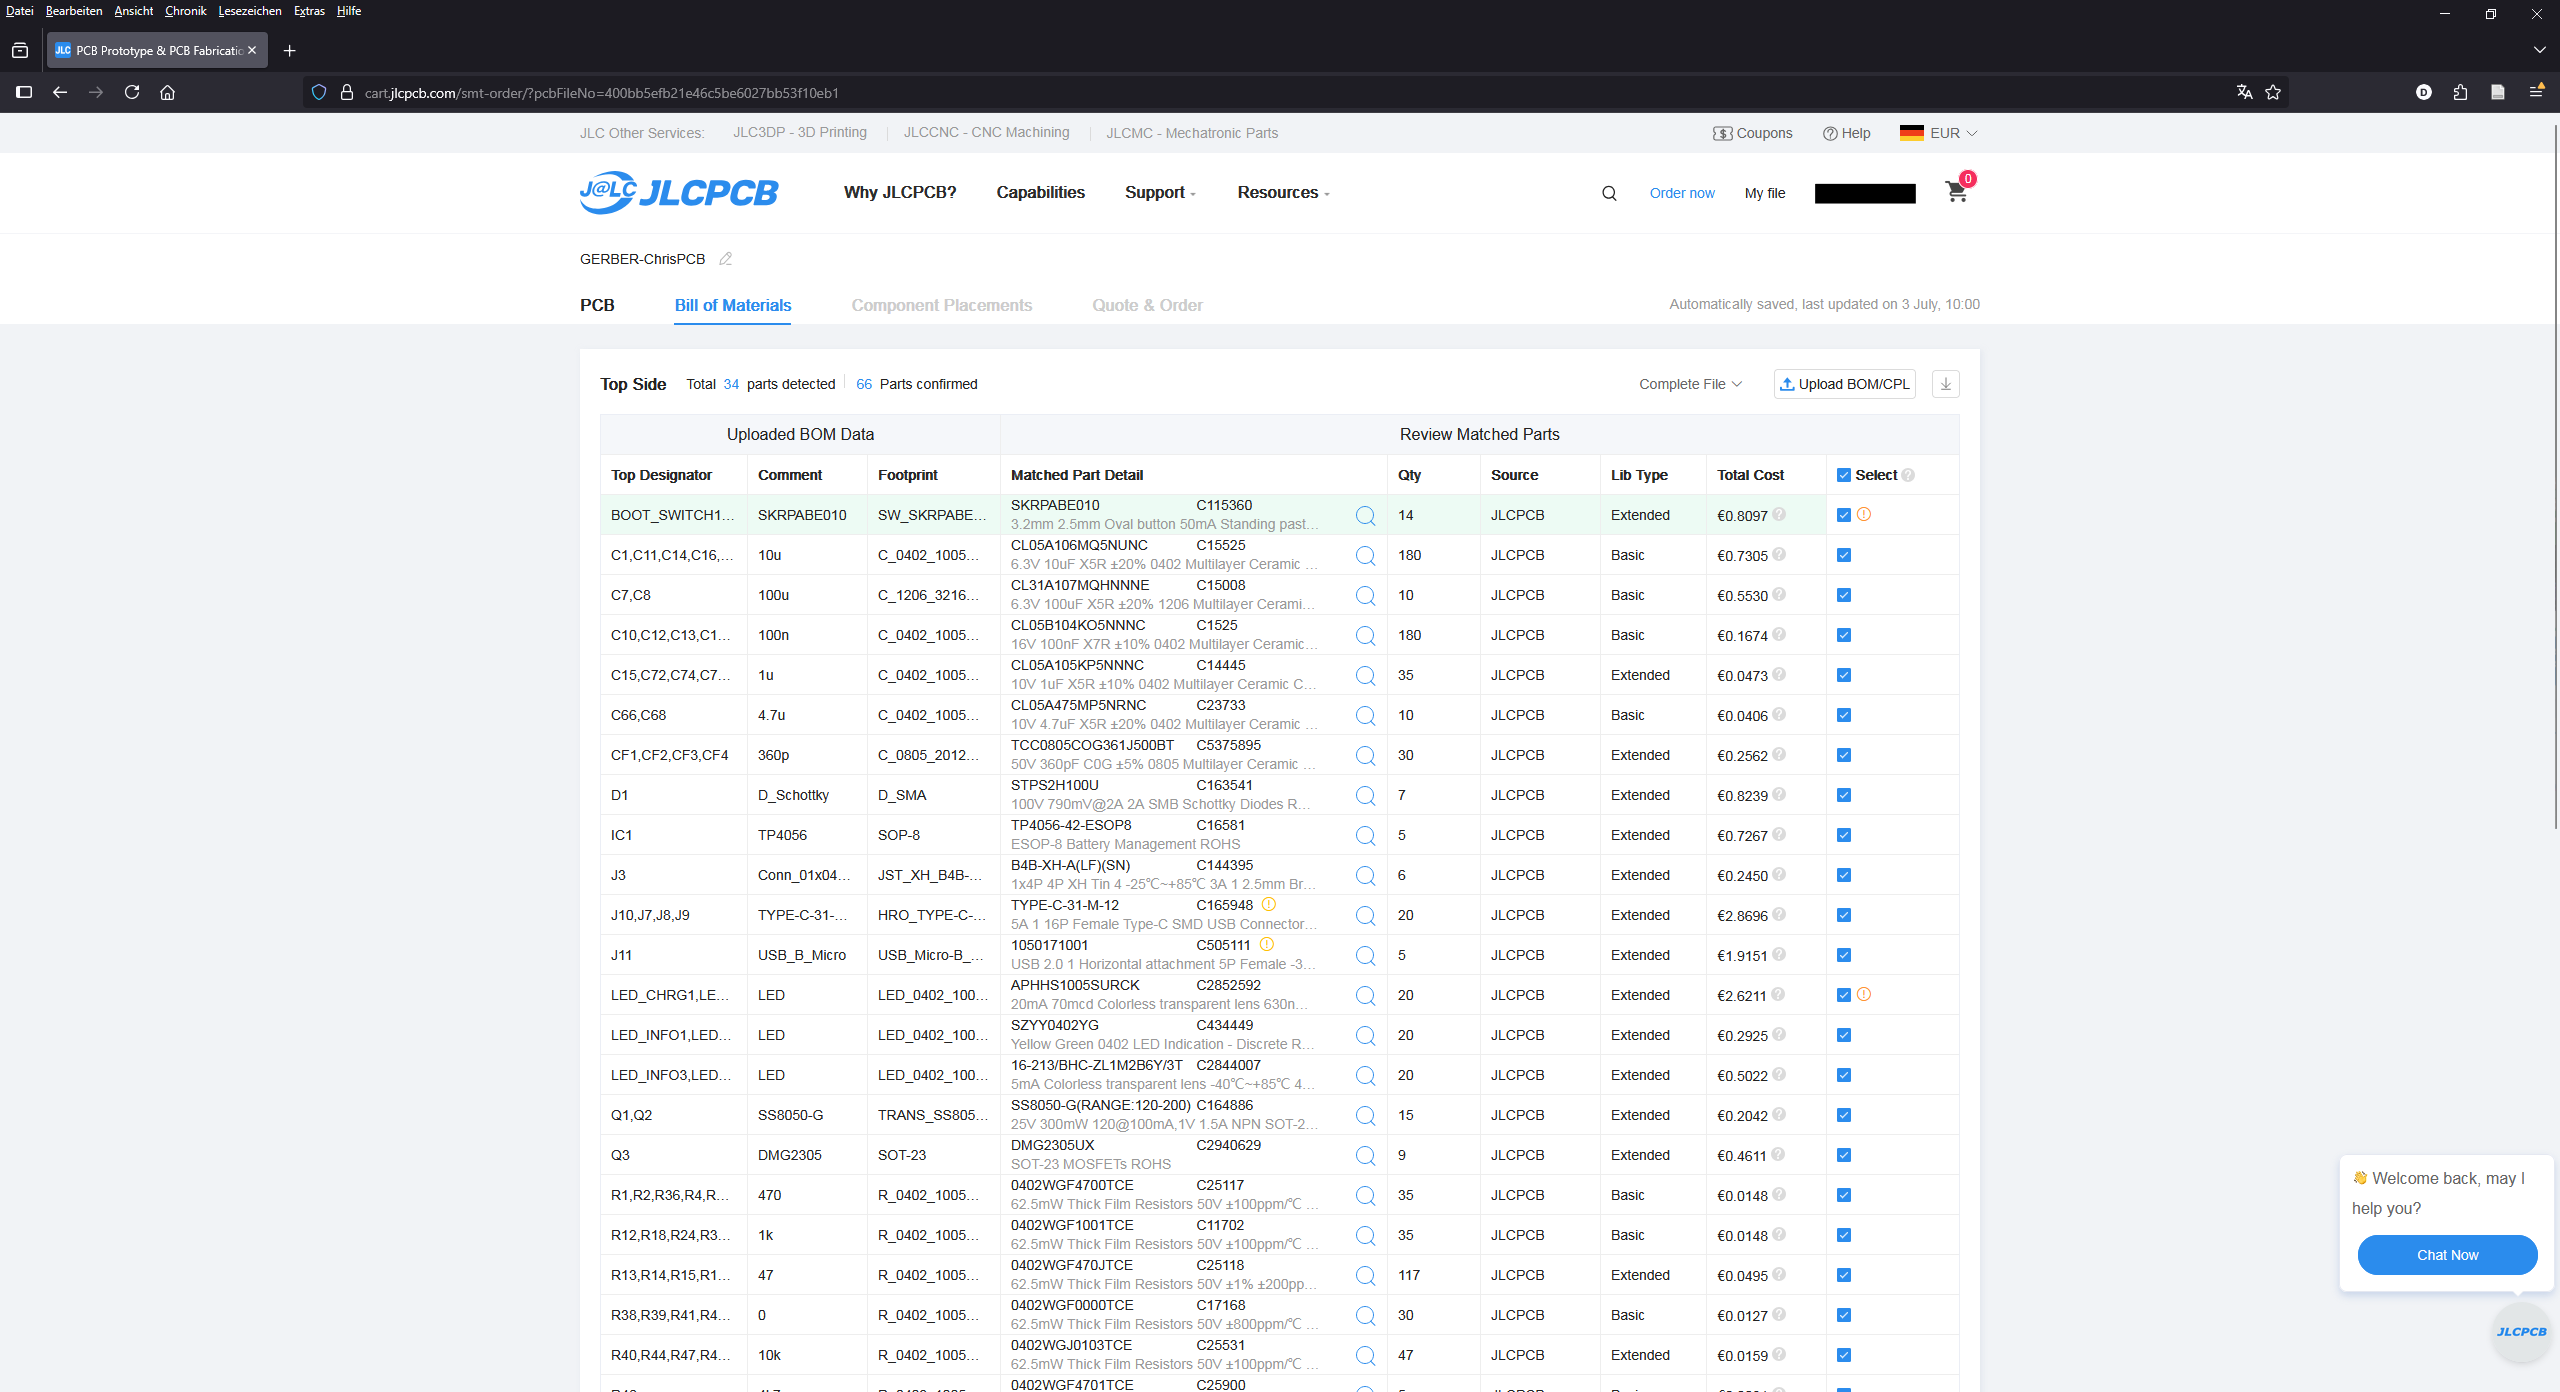 Datei Bearbeiten Ansicht Chronik Lesezeichen Extras Hilfe
JLC PCB Prototype & PCB Fabricatio
cart.jlcpcb.com/smt-order/?pcbFileNo=400bb5efb21e46c5be6027bb53f10eb1
JLC Other Services: JLC3DP - 3D Printing JLCCNC - CNC Machining JLCMC - Mechatronic Parts Coupons Help EUR
J@LC JLCPCB Why JLCPCB? Capabilities Support Resources Order now My file 0
GERBER-ChrisPCB
PCB Bill of Materials Component Placements Quote & Order Automatically saved, last updated on 3 July, 10:00
Top Side Total 34 parts detected 66 Parts confirmed Complete File Upload BOM/CPL
Uploaded BOM Data Review Matched Parts
Top Designator Comment Footprint Matched Part Detail Qty Source Lib Type Total Cost Select
BOOT_SWITCH1... SKRPABE010 SW_SKRPABE... SKRPABE010 C115360 14 JLCPCB Extended €0.8097
3.2mm 2.5mm Oval button 50mA Standing past...
C1,C11,C14,C16,... 10u C_0402_1005... CL05A106MQ5NUNC C15525 180 JLCPCB Basic €0.7305
6.3V 10uF X5R ±20% 0402 Multilayer Ceramic ...
C7,C8 100u C_1206_3216... CL31A107MQHNNNE C15008 10 JLCPCB Basic €0.5530
6.3V 100uF X5R ±20% 1206 Multilayer Cerami...
C10,C12,C13,C1... 100n C_0402_1005... CL05B104KO5NNNC C1525 180 JLCPCB Basic €0.1674
16V 100nF X7R ±10% 0402 Multilayer Ceramic...
C15,C72,C74,C7... 1u C_0402_1005... CL05A105KP5NNNC C14445 35 JLCPCB Extended €0.0473
10V 1uF X5R ±10% 0402 Multilayer Ceramic C...
C66,C68 4.7u C_0402_1005... CL05A475MP5NRNC C23733 10 JLCPCB Basic €0.0406
10V 4.7uF X5R ±20% 0402 Multilayer Ceramic ...
CF1,CF2,CF3,CF4 360p C_0805_2012... TCC0805COG361J500BT C5375895 30 JLCPCB Extended €0.2562
50V 360pF C0G ±5% 0805 Multilayer Ceramic ...
D1 D_Schottky D_SMA STPS2H100U C163541 7 JLCPCB Extended €0.8239
100V 790mV@2A 2A SMB Schottky Diodes R...
IC1 TP4056 SOP-8 TP4056-42-ESOP8 C16581 5 JLCPCB Extended €0.7267
ESOP-8 Battery Management ROHS
J3 Conn_01x04... JST_XH_B4B-... B4B-XH-A(LF)(SN) C144395 6 JLCPCB Extended €0.2450
1x4P 4P XH Tin 4 -25℃~+85℃ 3A 1 2.5mm Br...
J10,J7,J8,J9 TYPE-C-31-... HRO_TYPE-C-... TYPE-C-31-M-12 C165948 20 JLCPCB Extended €2.8696
5A 1 16P Female Type-C SMD USB Connector...
J11 USB_B_Micro USB_Micro-B_... 1050171001 C505111 5 JLCPCB Extended €1.9151
USB 2.0 1 Horizontal attachment 5P Female -3...
LED_CHRG1,LE... LED LED_0402_100... APHHS1005SURCK C2852592 20 JLCPCB Extended €2.6211
20mA 70mcd Colorless transparent lens 630n...
LED_INFO1,LED... LED LED_0402_100... SZYY0402YG C434449 20 JLCPCB Extended €0.2925
Yellow Green 0402 LED Indication - Discrete R...
LED_INFO3,LED... LED LED_0402_100... 16-213/BHC-ZL1M2B6Y/3T C2844007 20 JLCPCB Extended €0.5022
5mA Colorless transparent lens -40℃~+85℃ 4...
Q1,Q2 SS8050-G TRANS_SS805... SS8050-G(RANGE:120-200) C164886 15 JLCPCB Extended €0.2042
25V 300mW 120@100mA,1V 1.5A NPN SOT-2...
Q3 DMG2305 SOT-23 DMG2305UX C2940629 9 JLCPCB Extended €0.4611
SOT-23 MOSFETs ROHS
R1,R2,R36,R4,R... 470 R_0402_1005... 0402WGF4700TCE C25117 35 JLCPCB Basic €0.0148
62.5mW Thick Film Resistors 50V ±100ppm/℃ ...
R12,R18,R24,R3... 1k R_0402_1005... 0402WGF1001TCE C11702 35 JLCPCB Basic €0.0148
62.5mW Thick Film Resistors 50V ±100ppm/℃ ...
R13,R14,R15,R1... 47 R_0402_1005... 0402WGF470JTCE C25118 117 JLCPCB Extended €0.0495
62.5mW Thick Film Resistors 50V ±1% ±200pp...
R38,R39,R41,R4... 0 R_0402_1005... 0402WGF0000TCE C17168 30 JLCPCB Basic €0.0127
62.5mW Thick Film Resistors 50V ±800ppm/℃ ...
R40,R44,R47,R4... 10k R_0402_1005... 0402WGJ0103TCE C25531 47 JLCPCB Extended €0.0159
62.5mW Thick Film Resistors 50V ±100ppm/℃ ...
0402WGF4701TCE C25900
👋 Welcome back, may I
help you?
Chat Now
JLCPCB